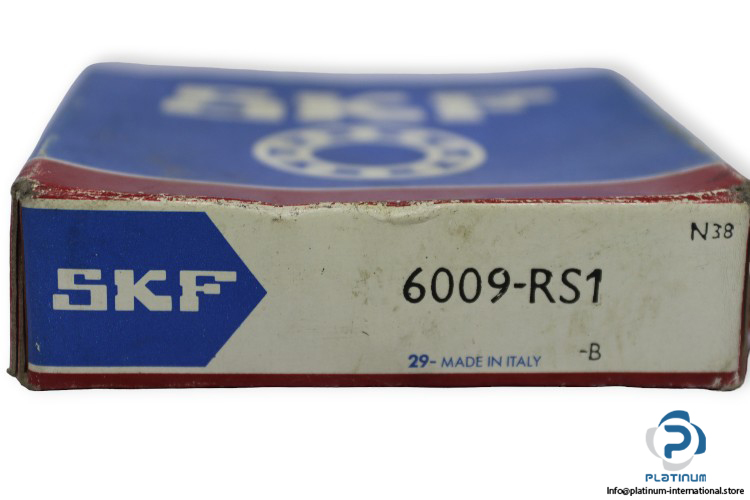 SKF
N38
SKF
6009-RS1
29- MADE IN ITALY
-B
PLATINUM
Info@platinum-international.store